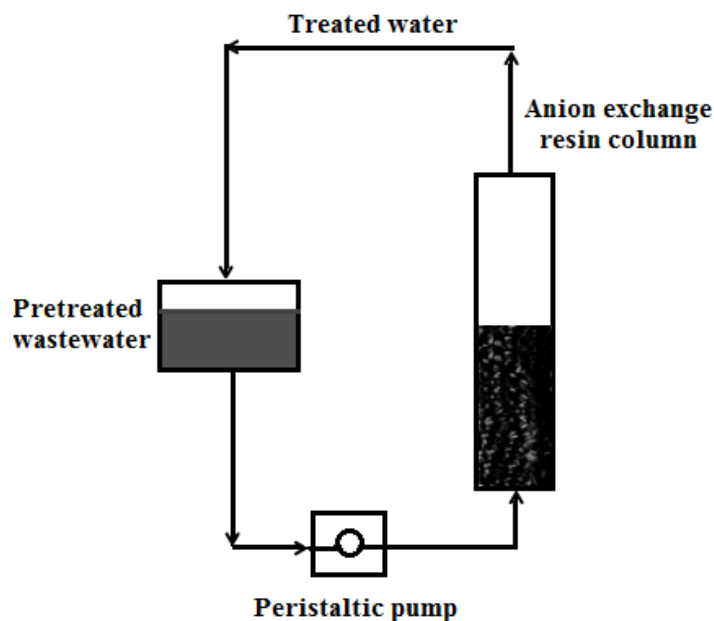 Treated water
Anion exchange
resin column
Pretreated
wastewater
Peristaltic pump